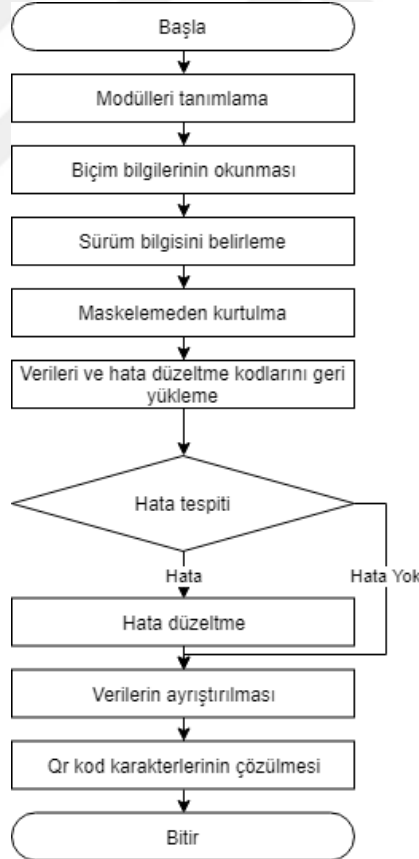 Başla
Modülleri tanımlama
Biçim bilgilerinin okunması
Sürüm bilgisini belirleme
Maskelemeden kurtulma
Verileri ve hata düzeltme kodlarını geri
yükleme
Hata tespiti
Hata
Hata Yok
Hata düzeltme
Verilerin ayrıştırılması
Qr kod karakterlerinin çözülmesi
Bitir